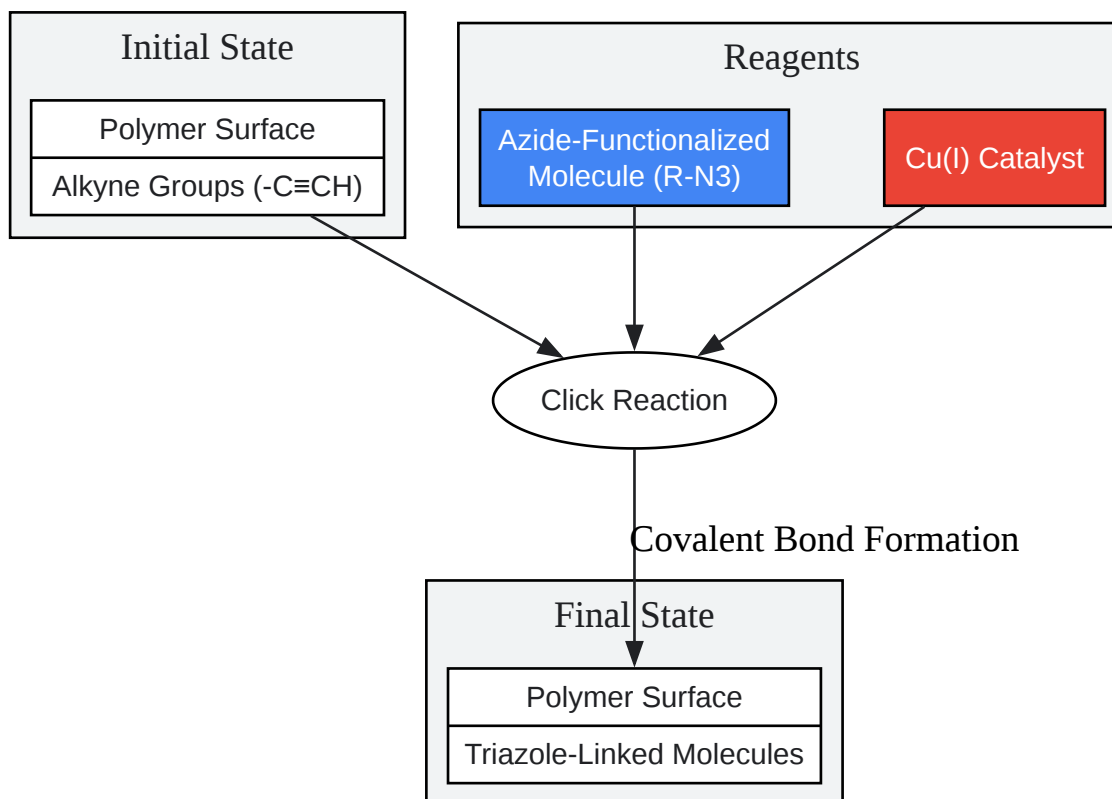 Initial State
Polymer Surface
Alkyne Groups (-C≡CH)
Reagents
Azide-Functionalized
Molecule (R-N3)
Cu(I) Catalyst
Click Reaction
Covalent Bond Formation
Final State
Polymer Surface
Triazole-Linked Molecules